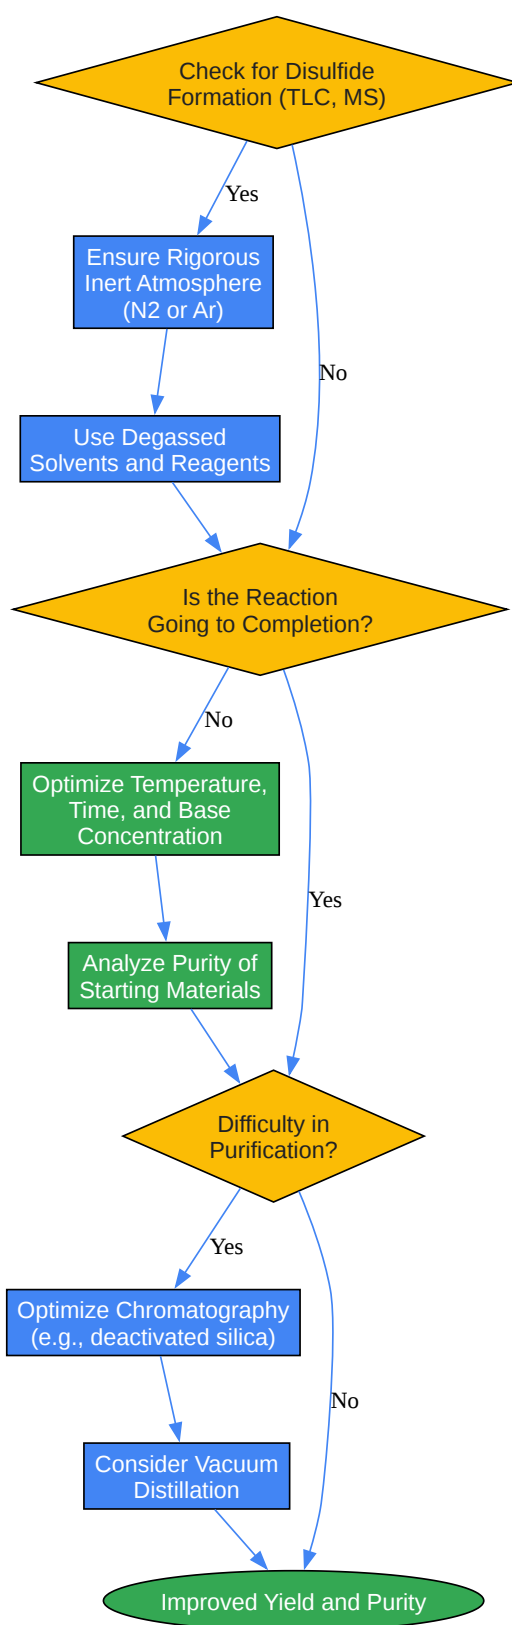 Check for Disulfide
Formation (TLC, MS)
Yes
Ensure Rigorous
Inert Atmosphere
(N2 or Ar)
No
Use Degassed
Solvents and Reagents
Is the Reaction
Going to Completion?
No
Optimize Temperature,
Time, and Base
Concentration
Yes
Analyze Purity of
Starting Materials
Difficulty in
Purification?
Yes
Optimize Chromatography
(e.g., deactivated silica)
No
Consider Vacuum
Distillation
Improved Yield and Purity